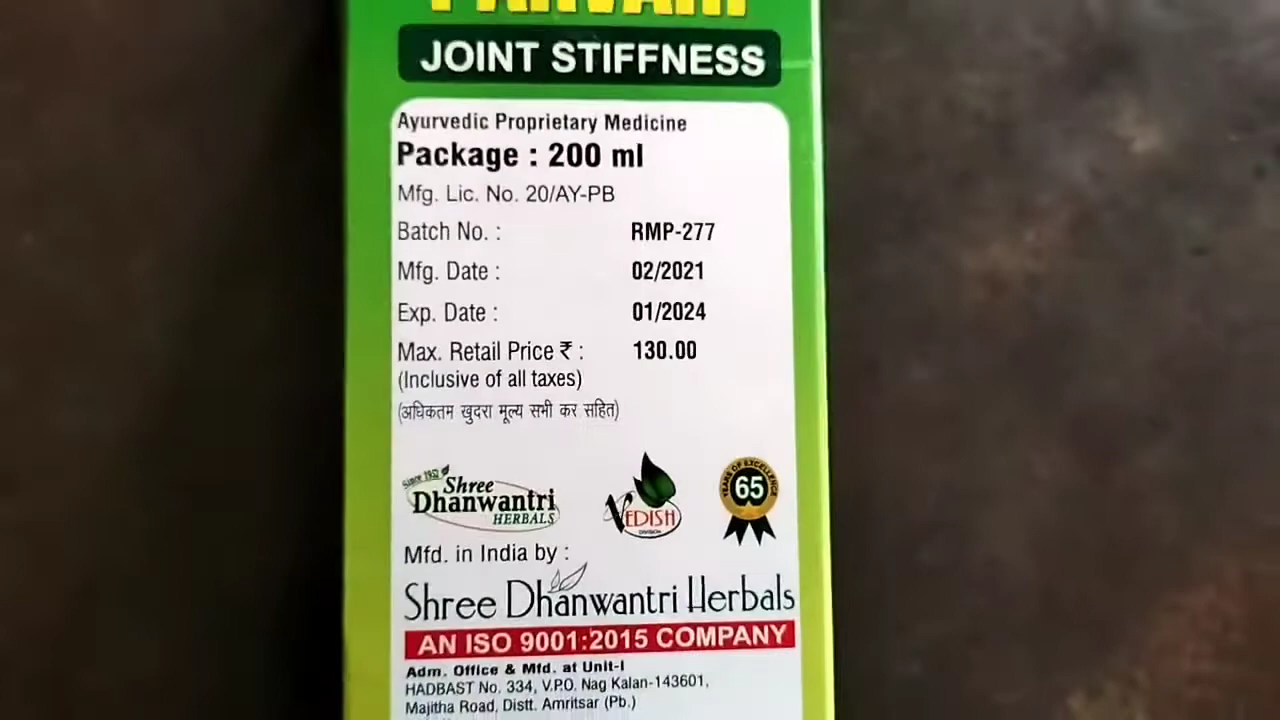 JOINT STIFFNESS
Ayurvedic Proprietary Medicine
Package : 200 ml
Mfg. Lic. No. 20/AY-PB
Batch No. : RMP-277
Mfg. Date : 02/2021
Exp. Date : 01/2024
Max. Retail Price ₹ : 130.00
(Inclusive of all taxes)
(अधिकतम खुदरा मूल्य सभी कर सहित)
Since 1952
Shree
Dhanwantri
HERBALS
VEDISH
DIVISION
YEARS OF EXCELLENCE
65
Mfd. in India by :
Shree Dhanwantri Herbals
AN ISO 9001:2015 COMPANY
Adm. Office & Mfd. at Unit-I
HADBAST No. 334, V.P.O. Nag Kalan-143601,
Majitha Road, Distt. Amritsar (Pb.)